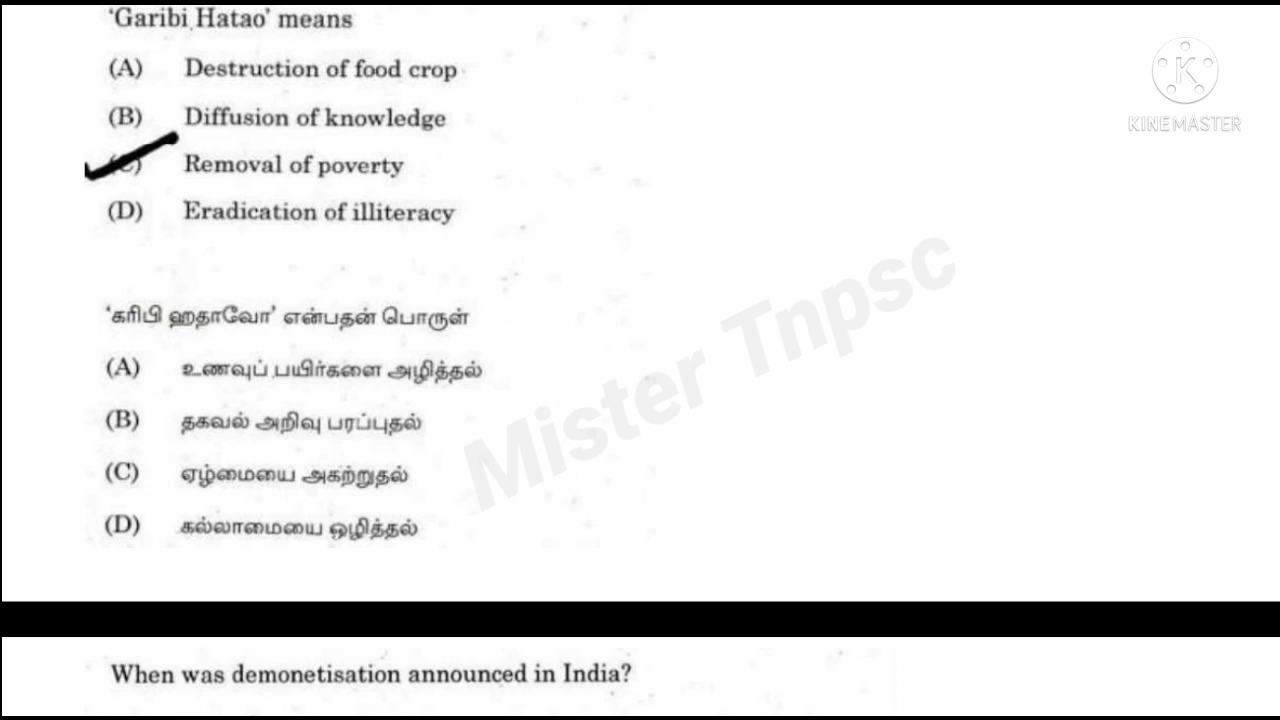 'Garibi Hatao' means
(A) Destruction of food crop
(B) Diffusion of knowledge
(C) Removal of poverty
(D) Eradication of illiteracy
'கரிபி ஹதாவோ' என்பதன் பொருள்
(A) உணவுப் பயிர்களை அழித்தல்
(B) தகவல் அறிவு பரப்புதல்
(C) ஏழ்மையை அகற்றுதல்
(D) கல்லாமையை ஒழித்தல்
When was demonetisation announced in India?
K
KINEMASTER
Mister Tnpsc